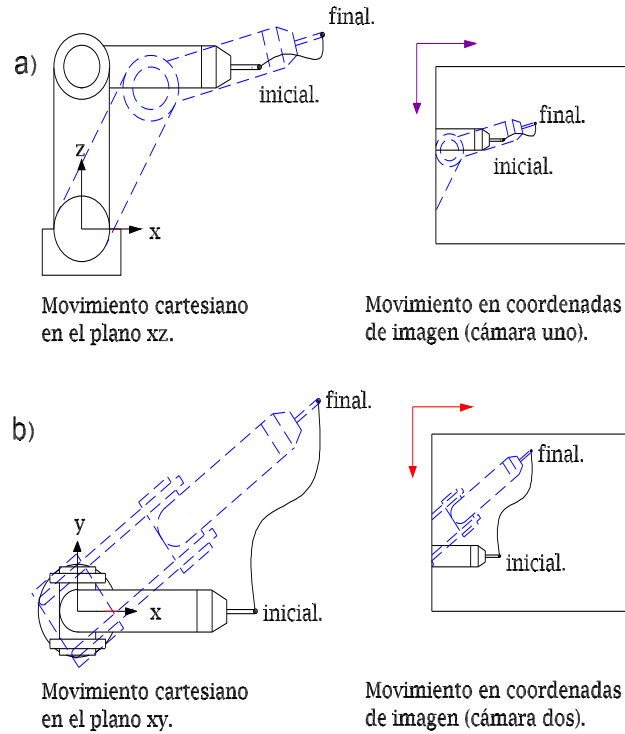 a)
final.
inicial.
z
x
final.
inicial.
Movimiento cartesiano
en el plano xz.
Movimiento en coordenadas
de imagen (cámara uno).
b)
final.
y
x
inicial.
final.
inicial.
Movimiento cartesiano
en el plano xy.
Movimiento en coordenadas
de imagen (cámara dos).